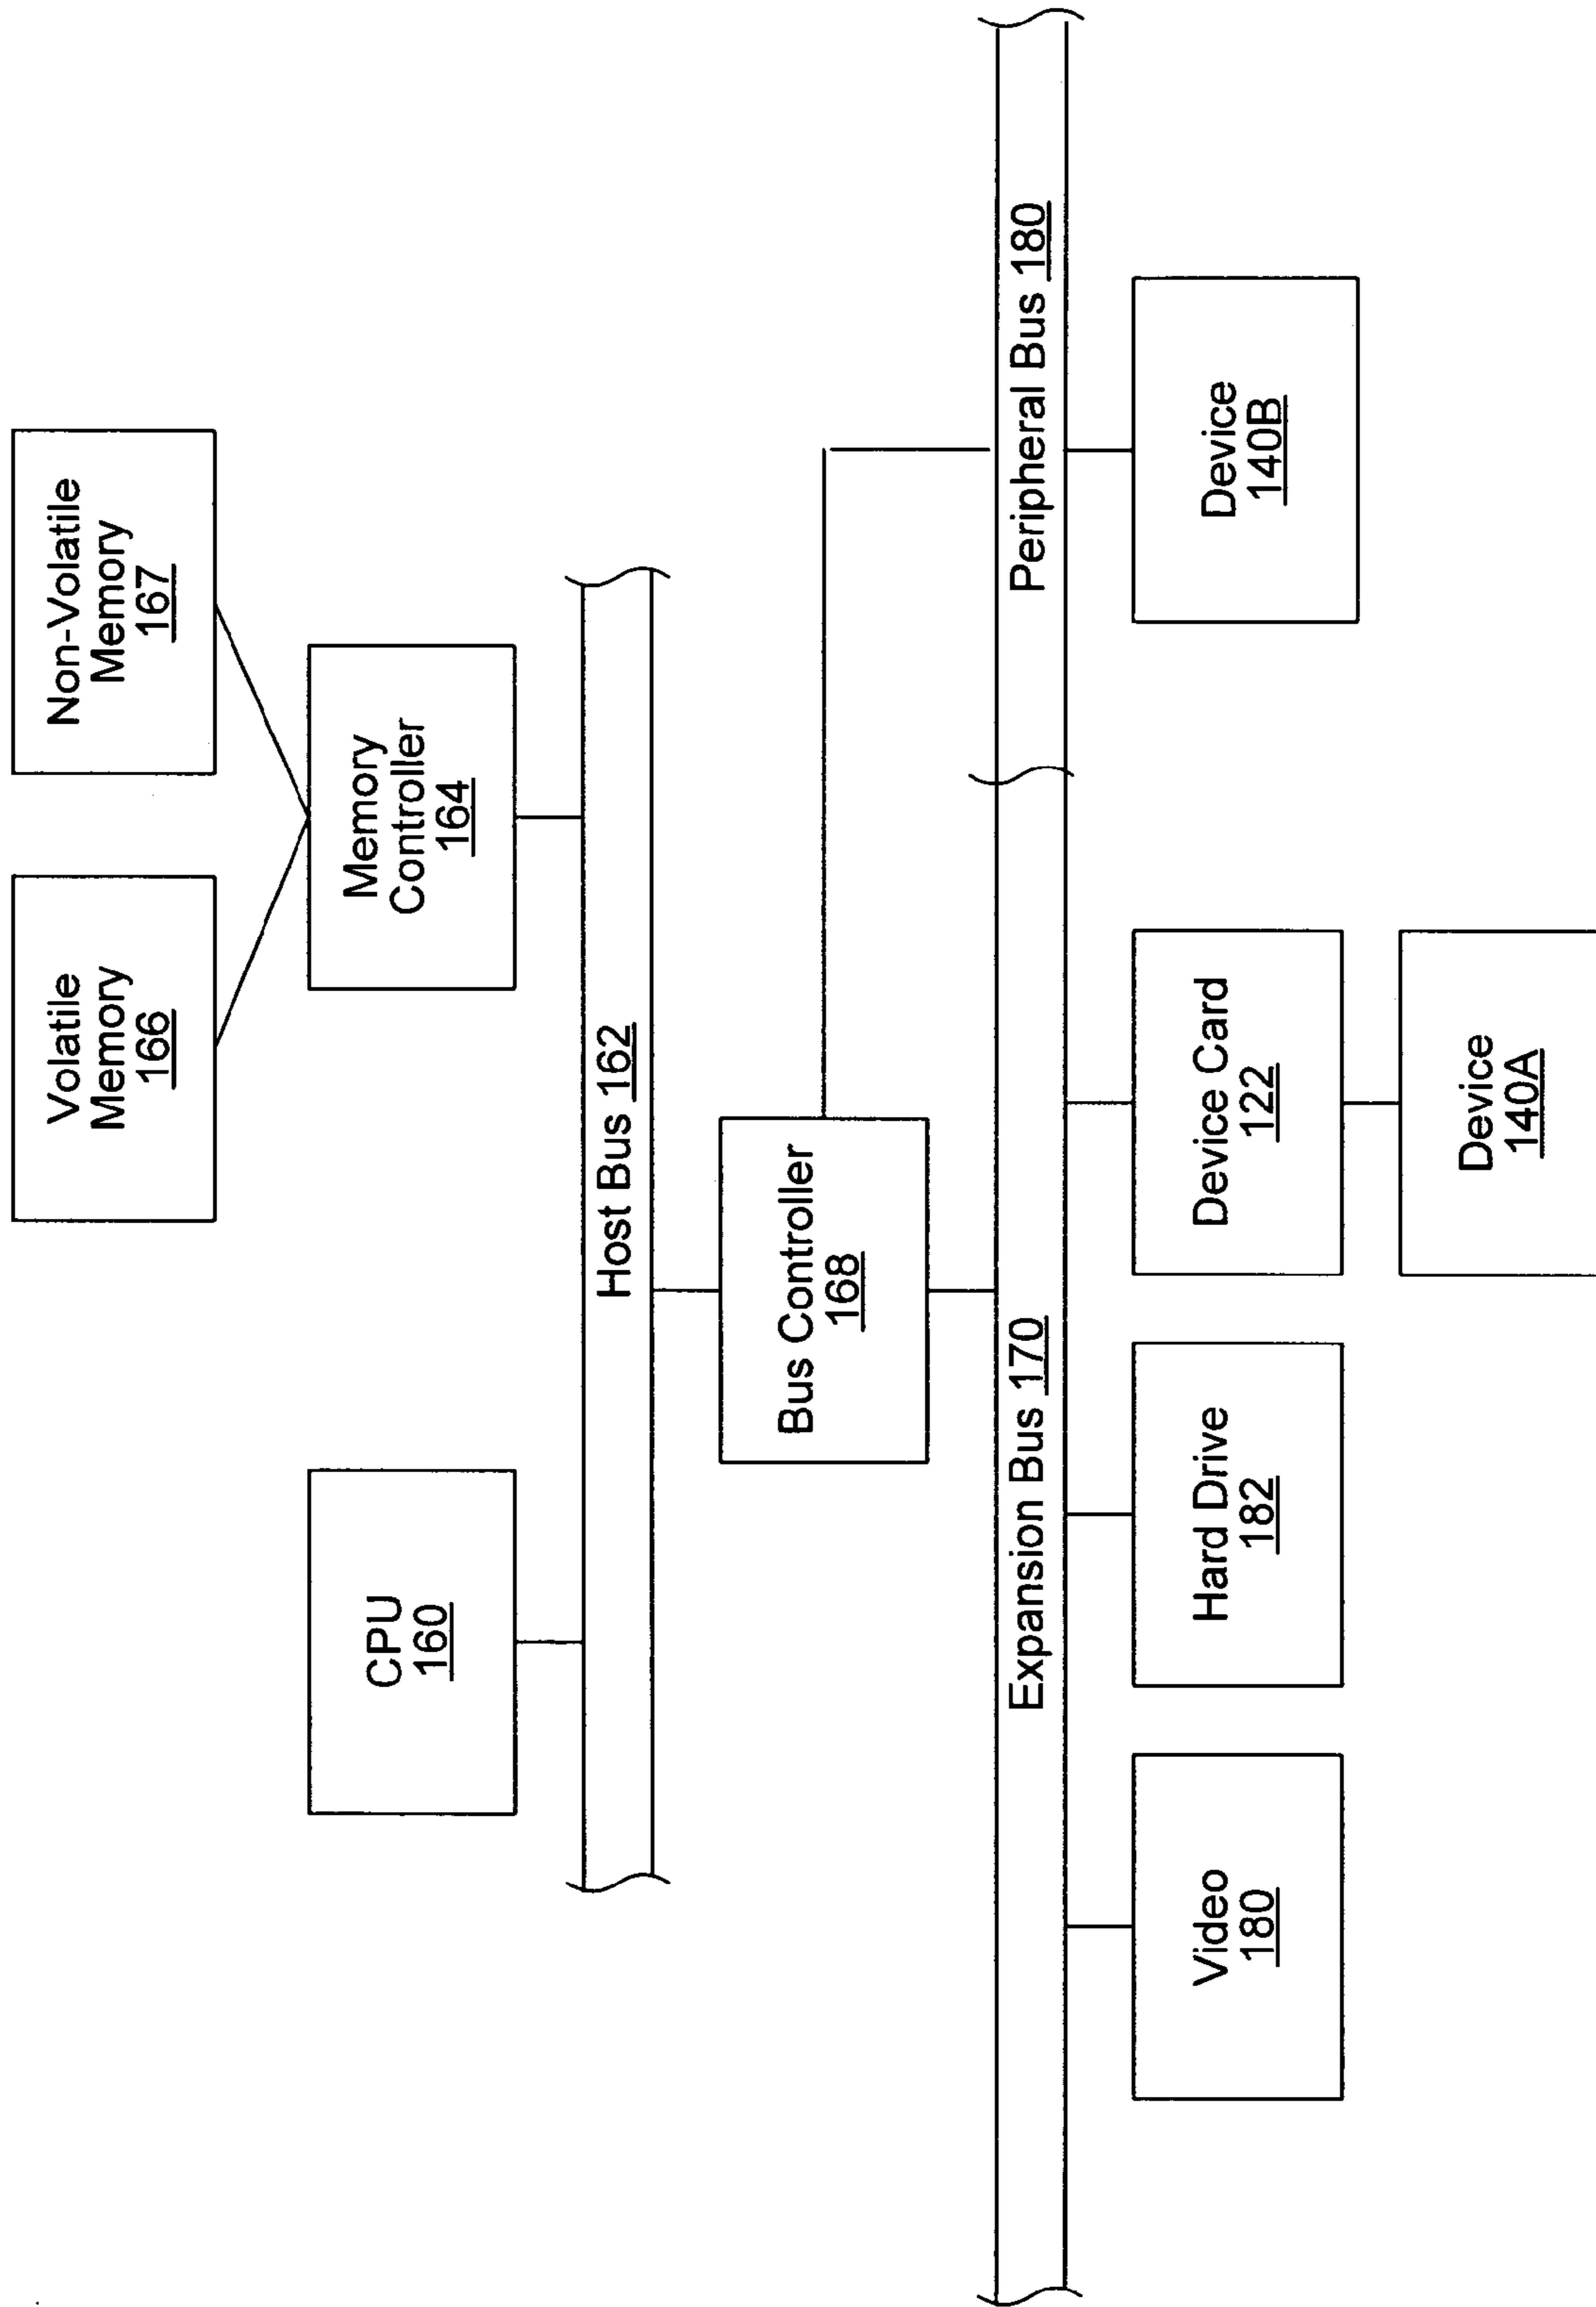 Volatile
Memory
166
Non-Volatile
Memory
167
CPU
160
Memory
Controller
164
Host Bus 162
Bus Controller
168
Expansion Bus 170
Peripheral Bus 180
Video
180
Hard Drive
182
Device Card
122
Device
140B
Device
140A